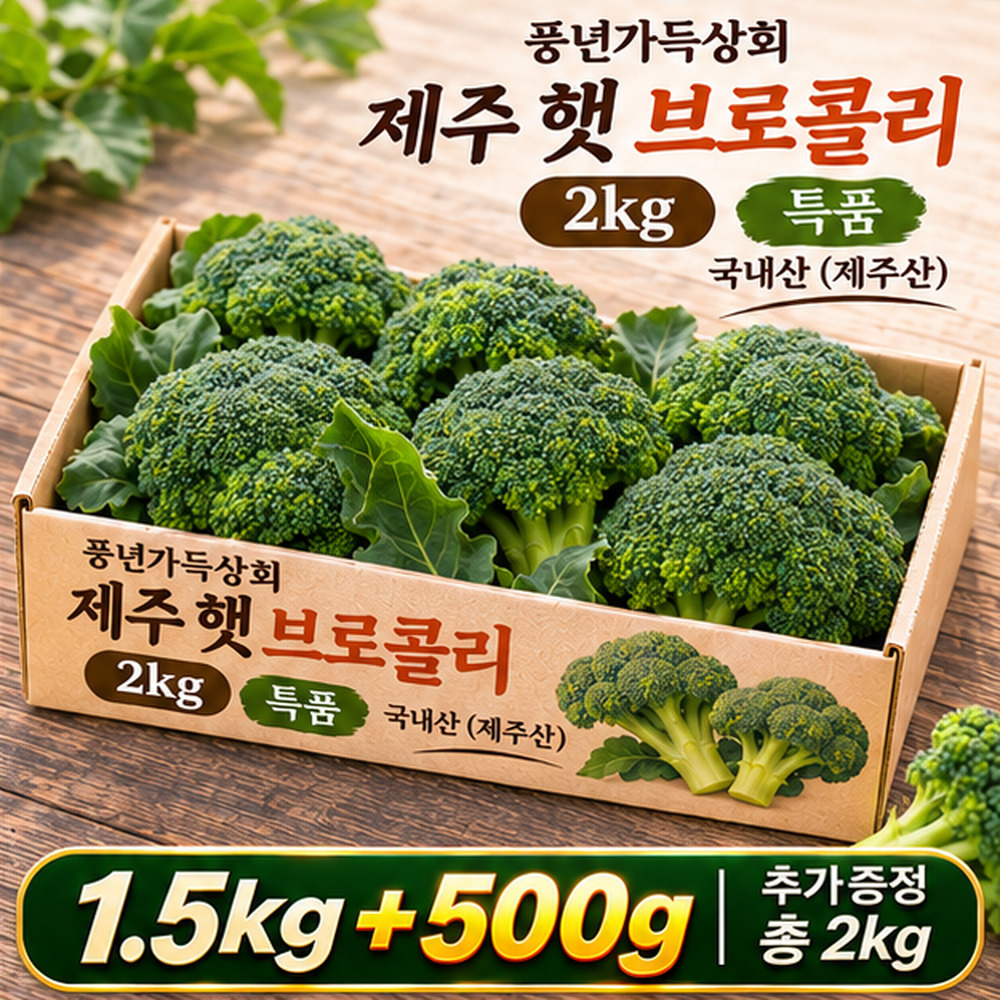 풍년가득상회
제주 햇 브로콜리
2kg 특품
국내산 (제주산)
풍년가득상회
제주 햇 브로콜리
2kg 특품 국내산 (제주산)
1.5kg+500g
추가증정
총 2kg